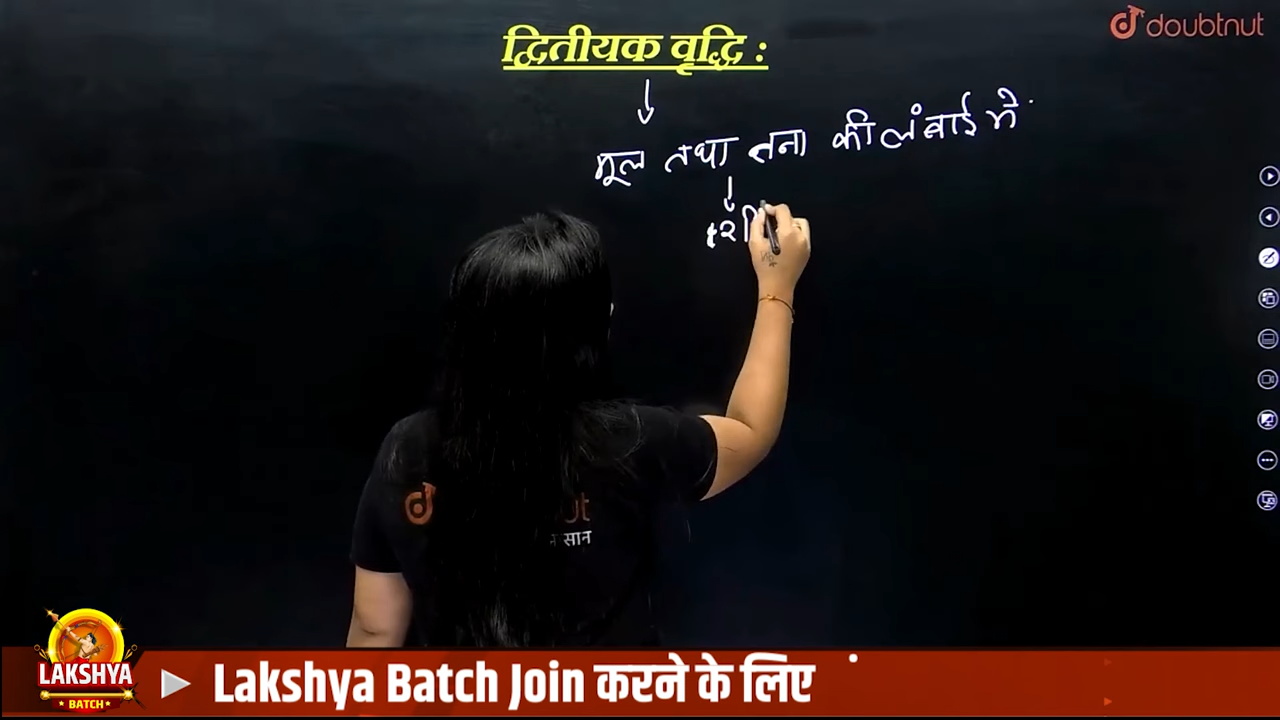 द्वितीयक वृद्धि :
doubtnut
मूल तथा तना की लंबाई में
सान
LAKSHYA
BATCH
Lakshya Batch Join करने के लिए